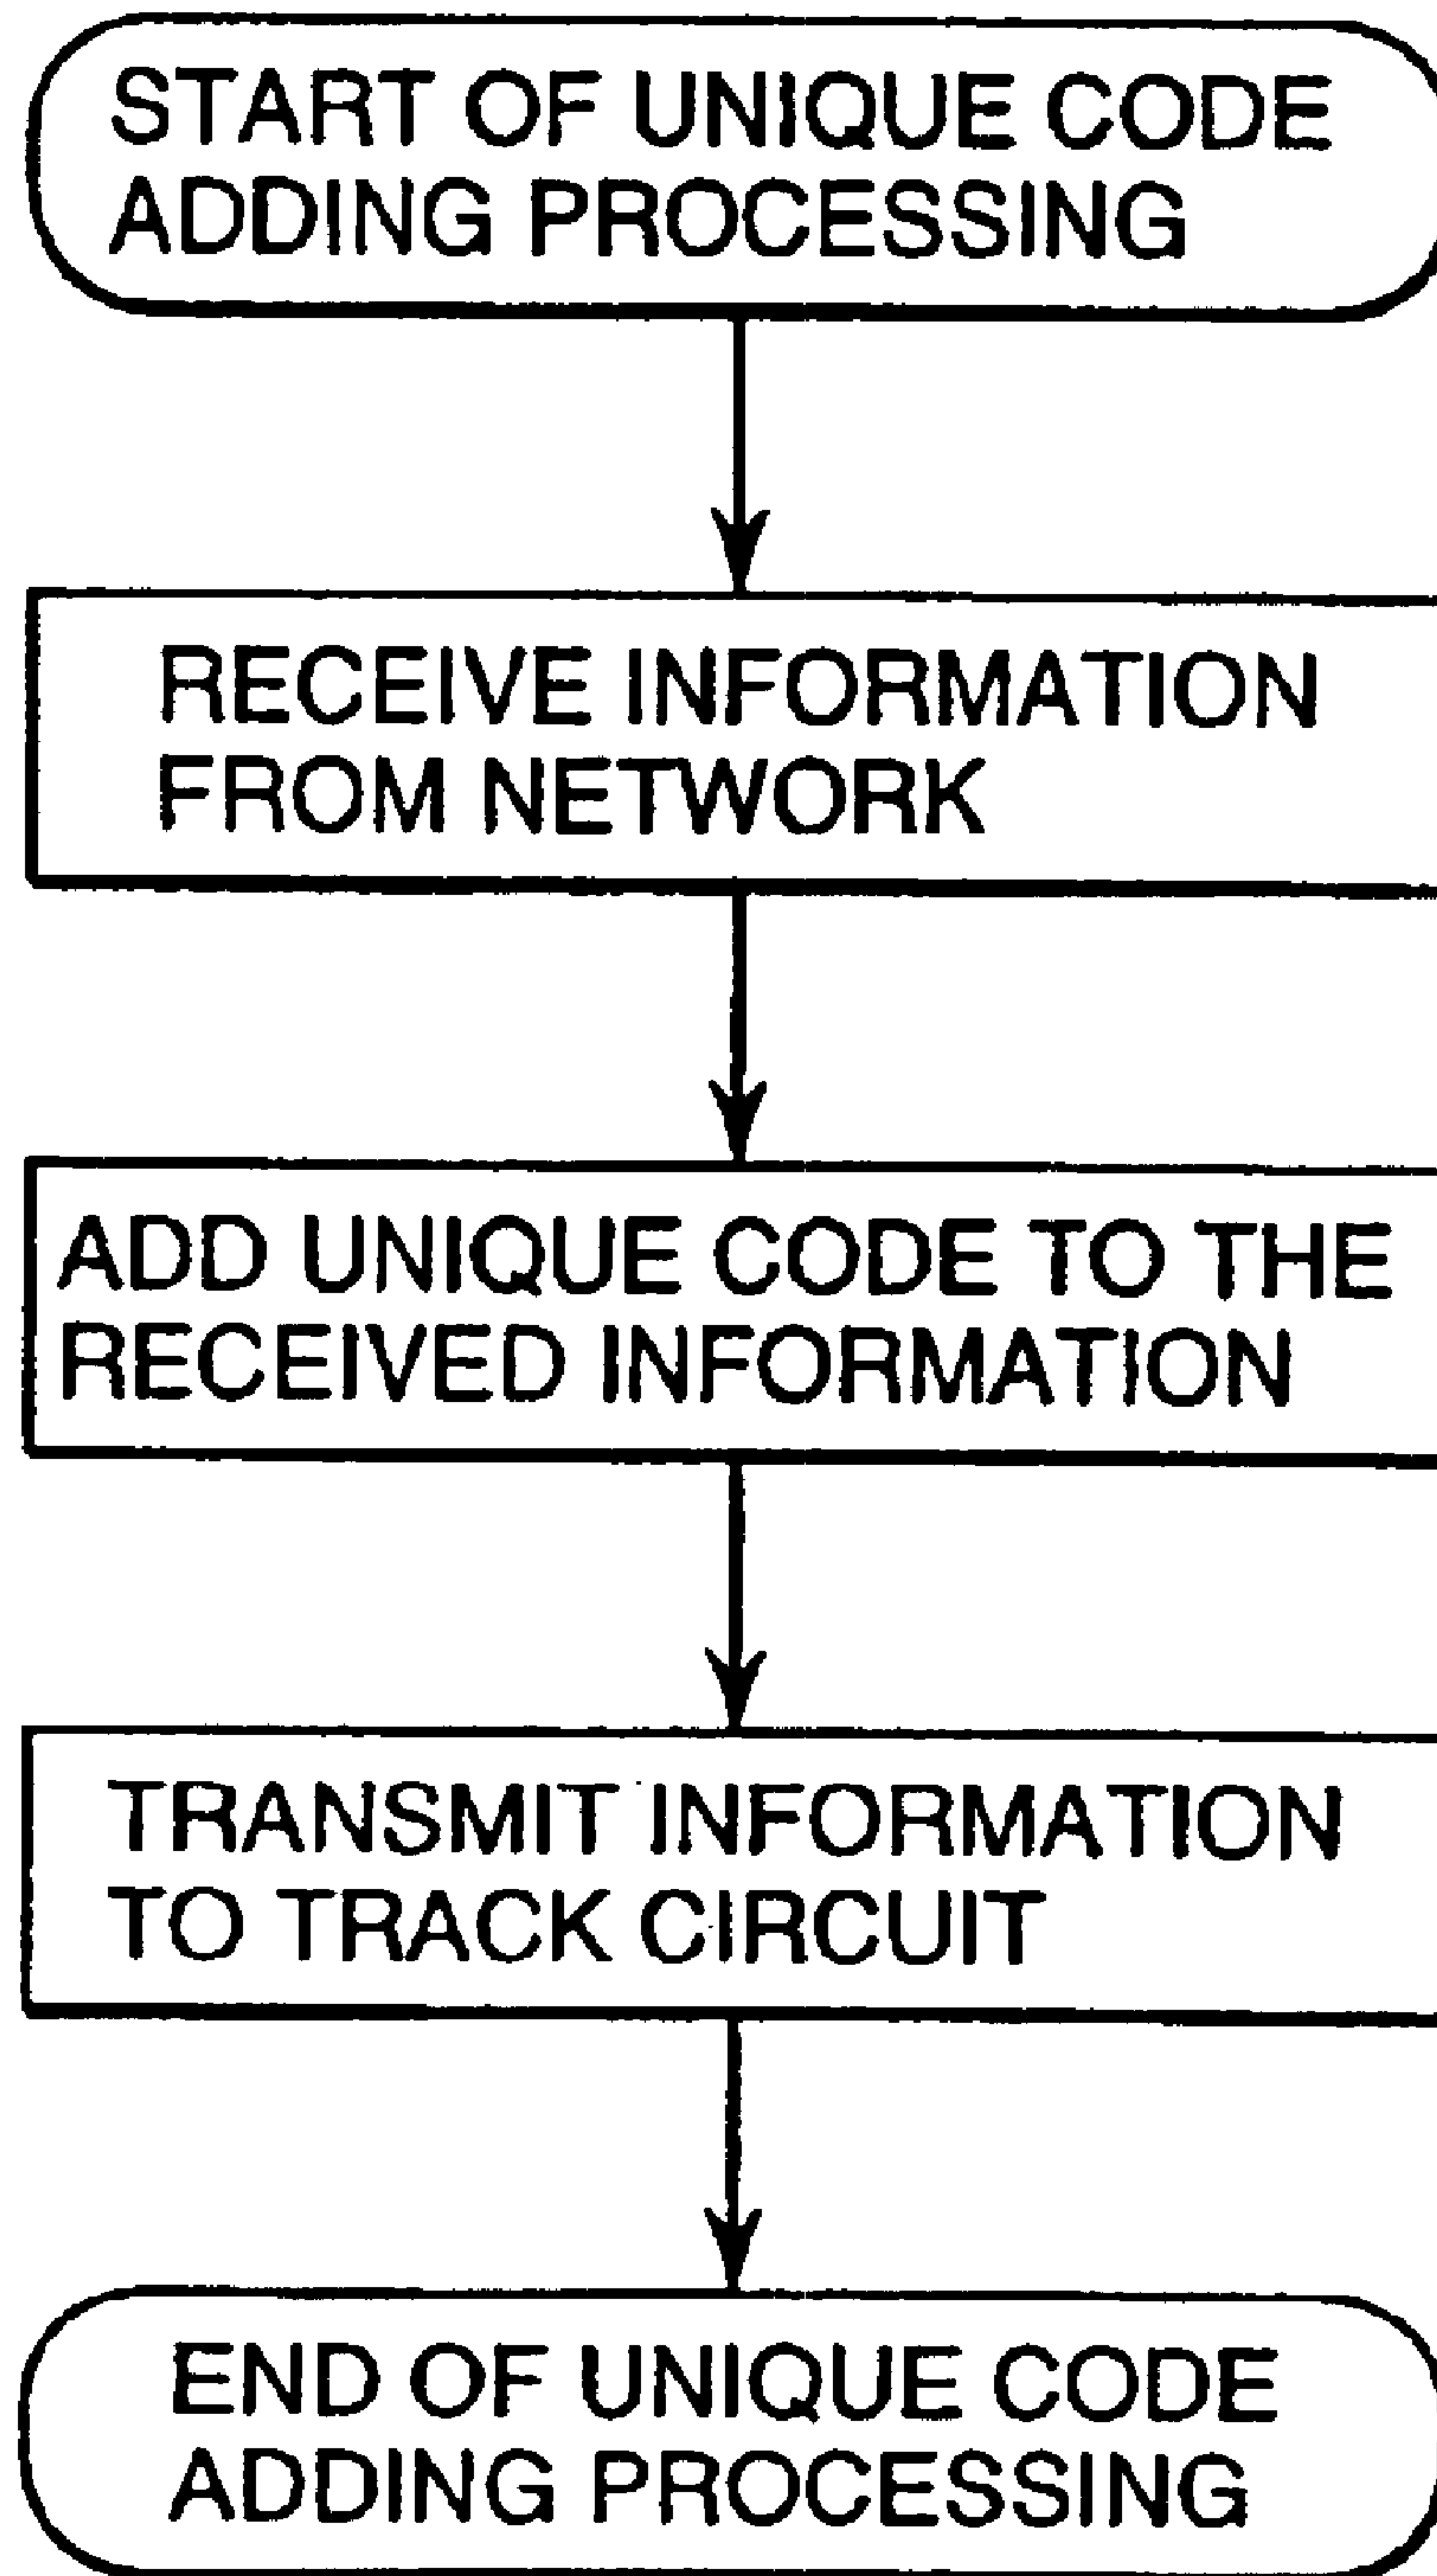 START OF UNIQUE CODE
ADDING PROCESSING
RECEIVE INFORMATION
FROM NETWORK
ADD UNIQUE CODE TO THE
RECEIVED INFORMATION
TRANSMIT INFORMATION
TO TRACK CIRCUIT
END OF UNIQUE CODE
ADDING PROCESSING